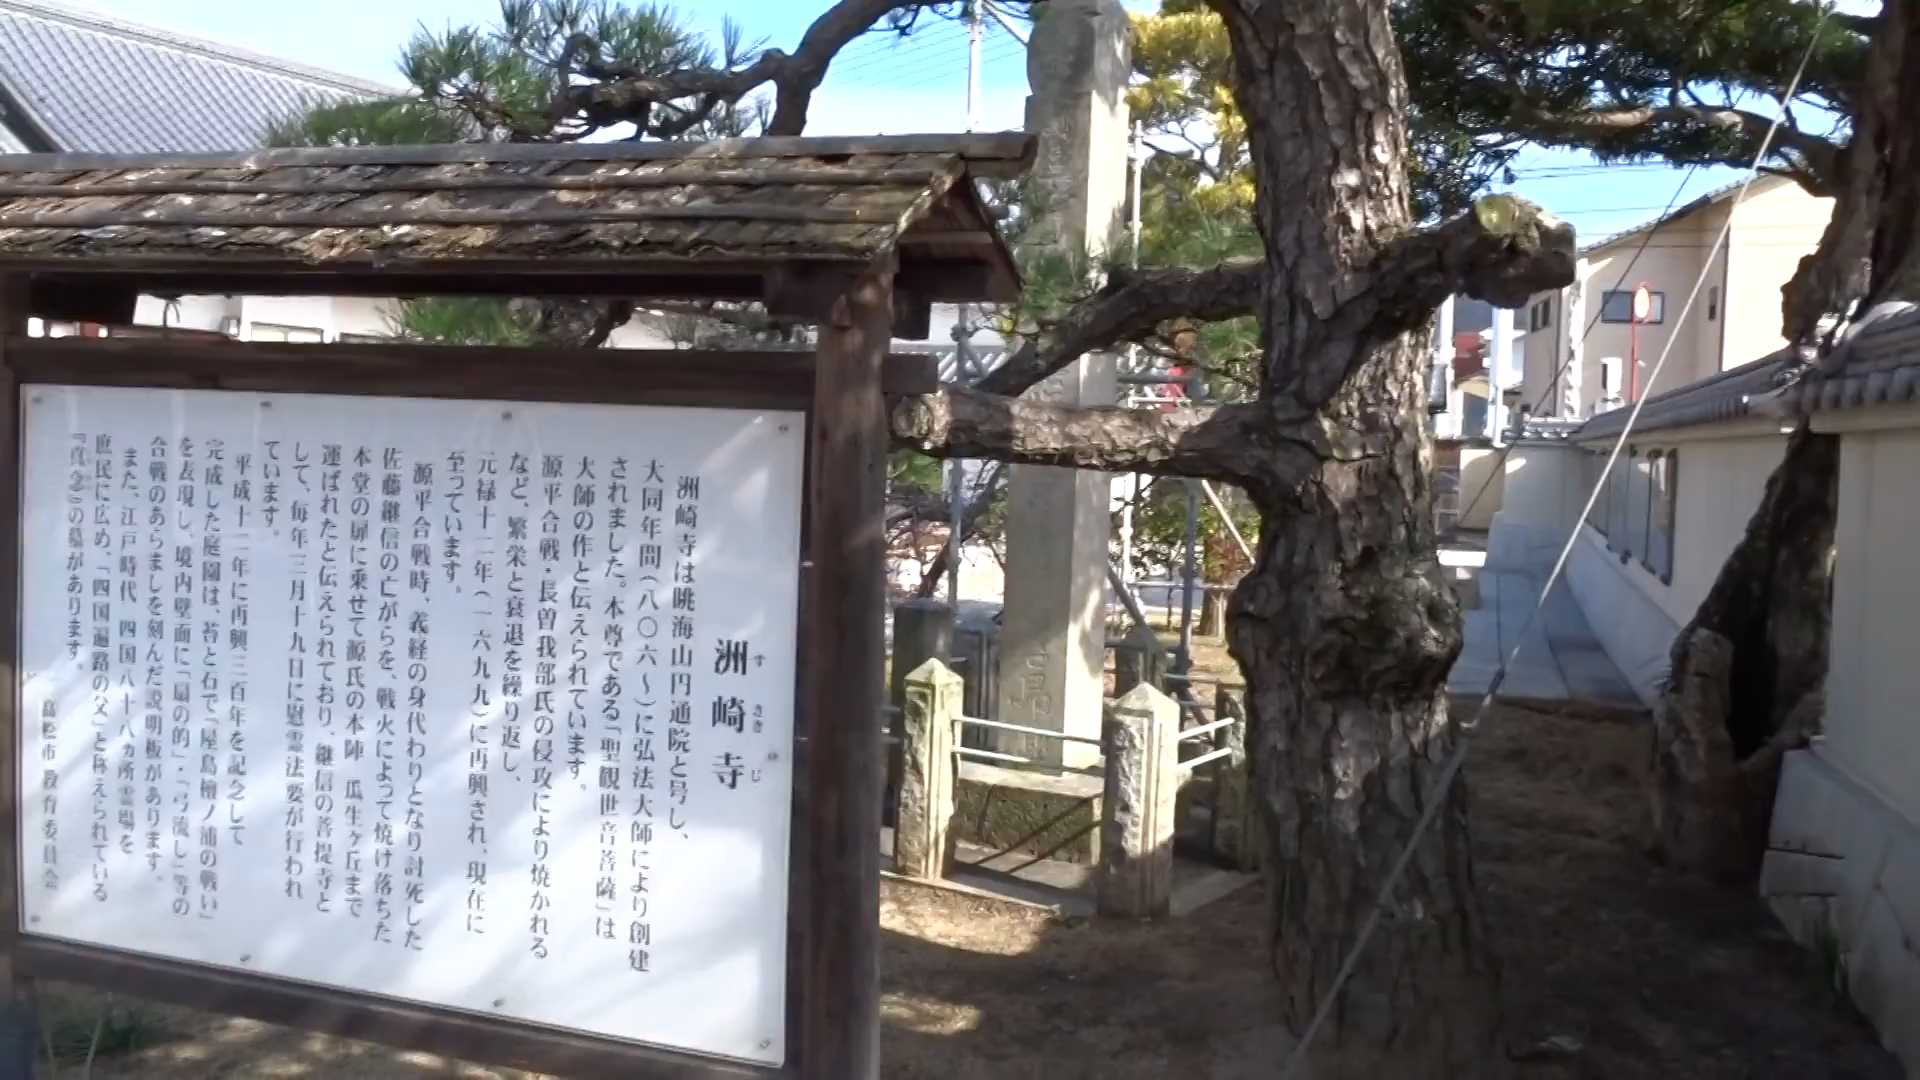 洲崎寺
すさきじ
洲崎寺は眺海山円通院と号し、
大同年間(八〇六~)に弘法大師により創建
されました。本尊である「聖観世音菩薩」は
大師の作と伝えられています。
源平合戦・長曽我部氏の侵攻により焼かれる
など、繁栄と衰退を繰り返し、
元禄十二年(一六九九)に再興され、現在に
至っています。
源平合戦時、義経の身代わりとなり討死した
佐藤継信の亡がらを、戦火によって焼け落ちた
本堂の扉に乗せて源氏の本陣 瓜生ヶ丘まで
運ばれたと伝えられており、継信の菩提寺と
して、毎年三月十九日に慰霊法要が行われ
ています。
平成十二年に再興三百年を記念して
完成した庭園は、苔と石で「屋島檀ノ浦の戦い」
を表現し、境内壁面に「扇の的」・「弓流し」等の
合戦のあらましを刻んだ説明板があります。
また、江戸時代 四国八十八ヵ所霊場を
庶民に広め、「四国遍路の父」と称えられている
『真念』の墓があります。
高松市教育委員会